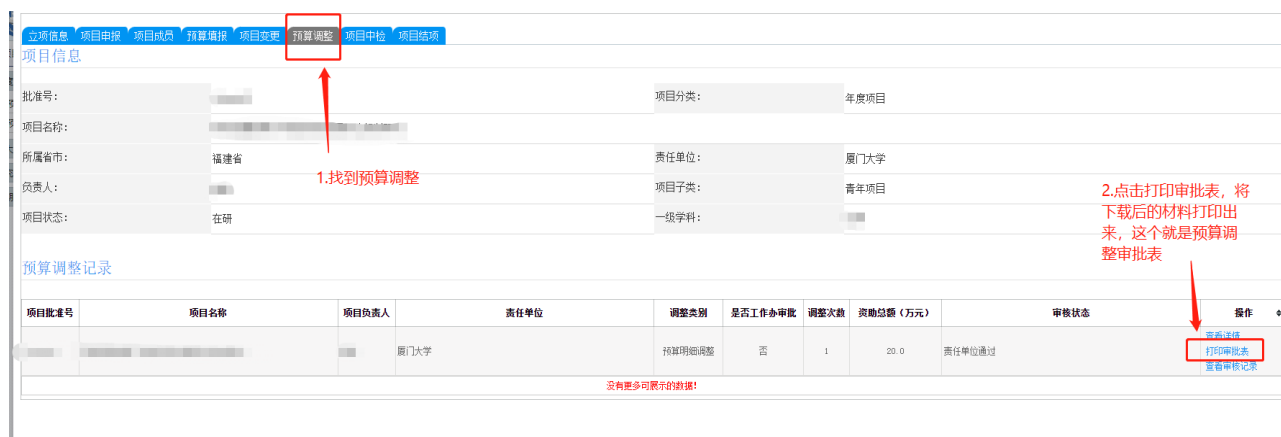 立项信息 项目申报 项目成员 预算填报 项目变更 预算调整 项目中检 项目结项
项目信息
批准号： 项目分类： 年度项目
项目名称：
所属省市： 福建省 责任单位： 厦门大学
1.找到预算调整
负责人： 项目子类： 青年项目
2.点击打印审批表，将
下载后的材料打印出
来，这个就是预算调
整审批表
项目状态： 在研 一级学科：
预算调整记录
项目批准号 项目名称 项目负责人 责任单位 调整类别 是否工作办审批 调整次数 资助总额（万元） 审核状态 操作
查看详情
厦门大学 预算明细调整 否 1 20.0 责任单位通过 打印审批表
查看审核记录
没有更多可展示的数据!